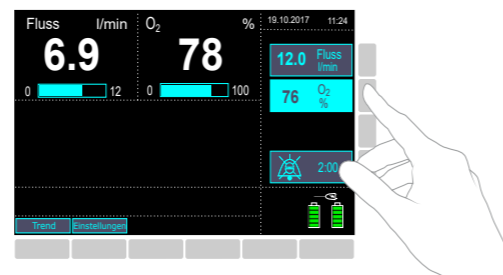 Fluss l/min
6.9
0 12
O2 %
78
0 100
19.10.2017 11:24
12.0 Fluss l/min
76 O2 %
2:00
Trend Einstellungen